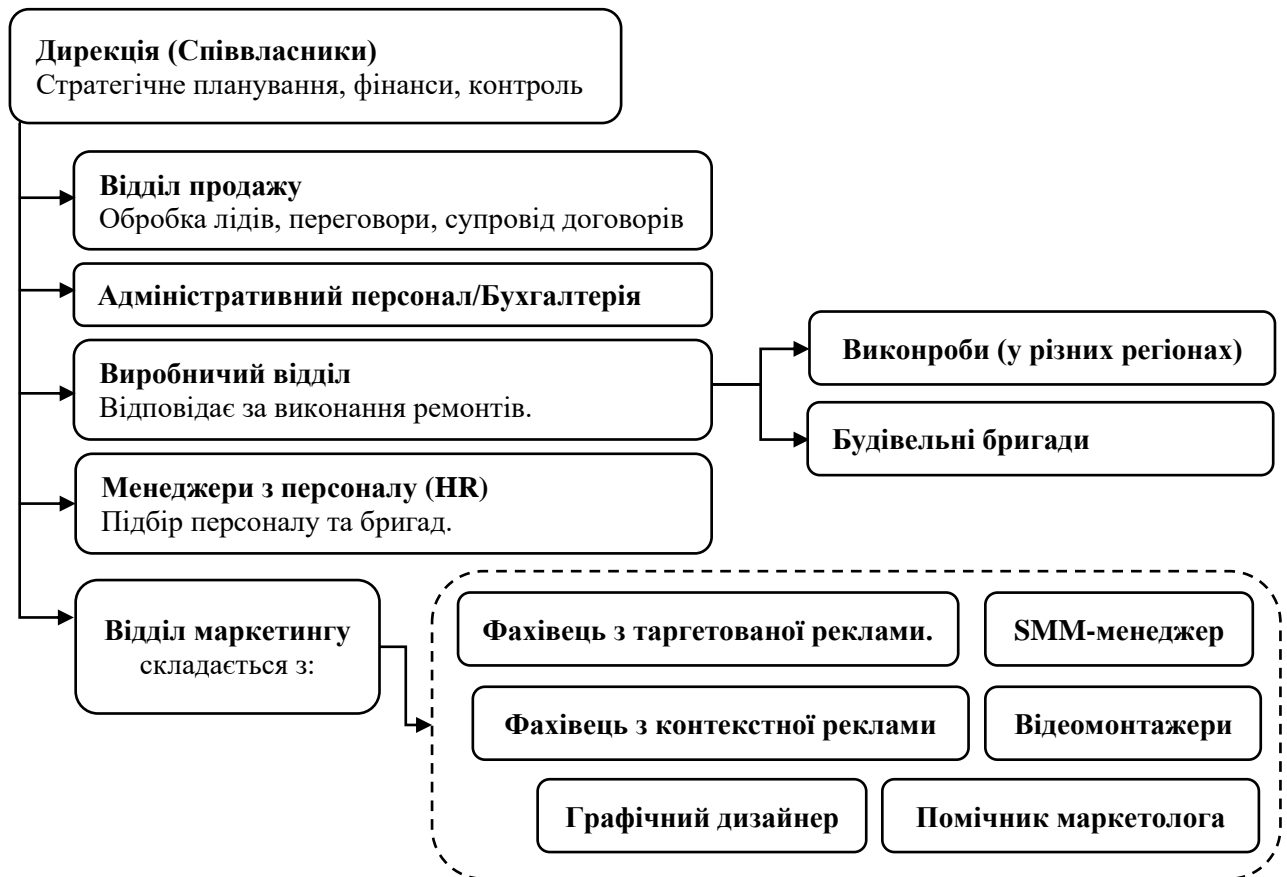 Дирекція (Співвласники)
Стратегічне планування, фінанси, контроль
Відділ продажу
Обробка лідів, переговори, супровід договорів
Адміністративний персонал/Бухгалтерія
Виробничий відділ
Відповідає за виконання ремонтів.
Виконроби (у різних регіонах)
Будівельні бригади
Менеджери з персоналу (HR)
Підбір персоналу та бригад.
Відділ маркетингу
складається з:
Фахівець з таргетованої реклами.
SMM-менеджер
Фахівець з контекстної реклами
Відеомонтажери
Графічний дизайнер
Помічник маркетолога